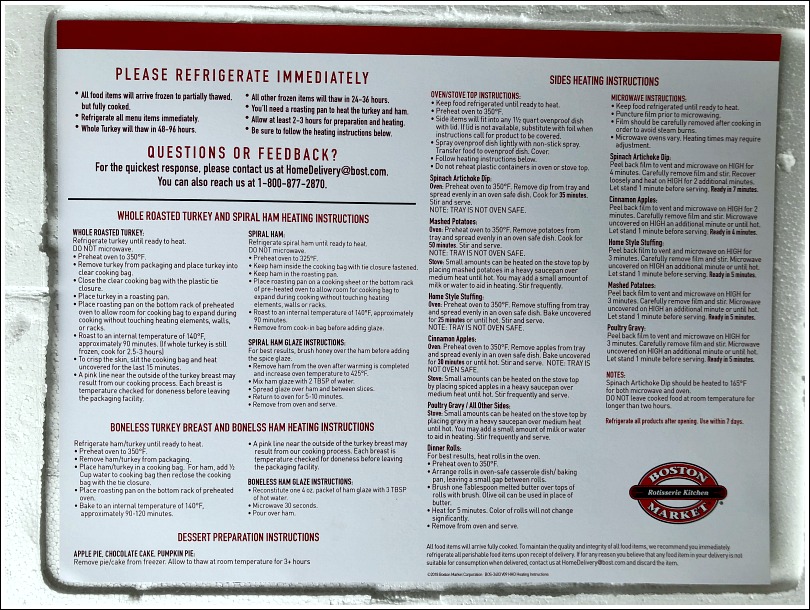 PLEASE REFRIGERATE IMMEDIATELY
• All food items will arrive frozen to partially thawed,
but fully cooked.
• Refrigerate all menu items immediately.
• Whole Turkey will thaw in 48-96 hours.
• All other frozen items will thaw in 24-36 hours.
• You'll need a roasting pan to heat the turkey and ham.
• Allow at least 2-3 hours for preparation and heating.
• Be sure to follow the heating instructions below.
QUESTIONS OR FEEDBACK?
For the quickest response, please contact us at HomeDelivery@bost.com.
You can also reach us at 1-800-877-2870.
WHOLE ROASTED TURKEY AND SPIRAL HAM HEATING INSTRUCTIONS
WHOLE ROASTED TURKEY:
Refrigerate turkey until ready to heat.
DO NOT microwave.
• Preheat oven to 350°F.
• Remove turkey from packaging and place turkey into
clear cooking bag.
• Close the clear cooking bag with the plastic tie
closure.
• Place turkey in a roasting pan.
• Place roasting pan on the bottom rack of preheated
oven to allow room for cooking bag to expand during
cooking without touching heating elements, walls,
or racks.
• Roast to an internal temperature of 140°F,
approximately 90 minutes. (If whole turkey is still
frozen, cook for 2.5-3 hours)
• To crisp the skin, slit the cooking bag and heat
uncovered for the last 15 minutes.
• A pink line near the outside of the turkey breast may
result from our cooking process. Each breast is
temperature checked for doneness before leaving
the packaging facility.
SPIRAL HAM:
Refrigerate spiral ham until ready to heat.
DO NOT microwave.
• Preheat oven to 325°F.
• Keep ham inside the cooking bag with tie closure fastened.
• Keep ham in the roasting pan.
• Place roasting pan on a cooking sheet or the bottom rack
of pre-heated oven to allow room for cooking bag to
expand during cooking without touching heating
elements, walls or racks.
• Roast to an internal temperature of 140°F, approximately
90 minutes.
• Remove from cook-in bag before adding glaze.
SPIRAL HAM GLAZE INSTRUCTIONS:
For best results, brush honey over the ham before adding
the spice glaze.
• Remove ham from the oven after warming is completed
and increase oven temperature to 425°F.
• Mix ham glaze with 2 TBSP of water.
• Spread glaze over ham and between slices.
• Return to oven for 5-10 minutes.
• Remove from oven and serve.
BONELESS TURKEY BREAST AND BONELSS HAM HEATING INSTRUCTIONS
Refrigerate ham/turkey until ready to heat.
• Preheat oven to 350°F.
• Remove ham/turkey from packaging.
• Place ham/turkey in a cooking bag. For ham, add ½
Cup water to cooking bag then reclose the cooking
bag with the tie closure.
• Place roasting pan on the bottom rack of preheated
oven.
• Bake to an internal temperature of 140°F,
approximately 90-120 minutes.
• A pink line near the outside of turkey breast may
result from our cooking process. Each breast is
temperature checked for doneness before leaving
the packaging facility.
BONELESS HAM GLAZE INSTRUCTIONS:
• Reconstitute one 4 oz. packet of ham glaze with 3 TBSP
of hot water.
• Microwave 30 seconds.
• Pour over ham.
DESSERT PREPARATION INSTRUCTIONS
APPLE PIE, CHOCOLATE CAKE, PUMPKIN PIE:
Remove pie/cake from freezer. Allow to thaw at room temperature for 3+ hours
SIDES HEATING INSTRUCTIONS
OVEN/STOVE TOP INSTRUCTIONS:
• Keep food refrigerated until ready to heat.
• Preheat oven to 350°F.
• Side items will fit into any 1½ quart ovenproof dish
with lid. If lid is not available, substitute with foil when
instructions call for product to be covered.
• Spray ovenproof dish lightly with non-stick spray.
Transfer food to ovenproof dish. Cover.
• Follow heating instructions below.
• Do not reheat plastic containers in oven or stove top.
Spinach Artichoke Dip:
Oven: Preheat oven to 350°F. Remove dip from tray and
spread evenly in an oven safe dish. Cook for 35 minutes.
Stir and serve.
NOTE: TRAY IS NOT OVEN SAFE.
Mashed Potatoes:
Oven: Preheat oven to 350°F. Remove potatoes from
tray and spread evenly in an oven safe dish. Cook for
50 minutes. Stir and serve.
NOTE: TRAY IS NOT OVEN SAFE.
Stove: Small amounts can be heated on the stove top by
placing mashed potatoes in a heavy saucepan over
medium heat until hot. You may add a small amount of
milk or water to aid in heating. Stir frequently.
Home Style Stuffing:
Oven: Preheat oven to 350°F. Remove stuffing from tray
and spread evenly in an oven safe dish. Bake uncovered
for 25 minutes or until hot. Stir and serve.
NOTE: TRAY IS NOT OVEN SAFE.
Cinnamon Apples:
Oven: Preheat oven to 350°F. Remove apples from tray
and spread evenly in an oven safe dish. Bake uncovered
for 30 minutes or until hot. Stir and serve. NOTE: TRAY IS
NOT OVEN SAFE.
Stove: Small amounts can be heated on the stove top
by placing spiced apples in a heavy saucepan over
medium heat until hot. Stir frequently and serve.
Poultry Gravy / All Other Sides:
Stove: Small amounts can be heated on the stove top by
placing gravy in a heavy saucepan over medium heat
until hot. You may add a small amount of milk or water
to aid in heating. Stir frequently and serve.
Dinner Rolls:
For best results, heat rolls in the oven.
• Preheat oven to 350°F.
• Arrange rolls in oven-safe casserole dish/ baking
pan, leaving a small gap between rolls.
• Brush one Tablespoon melted butter over tops of
rolls with brush. Olive oil can be used in place of
butter.
• Heat for 5 minutes. Color of rolls will not change
significantly.
• Remove from oven and serve.
MICROWAVE INSTRUCTIONS:
• Keep food refrigerated until ready to heat.
• Puncture film prior to microwaving.
• Film should be carefully removed after cooking in
order to avoid steam burns.
• Microwave ovens vary. Heating times may require
adjustment.
Spinach Artichoke Dip:
Peel back film to vent and microwave on HIGH for
4 minutes. Carefully remove film and stir. Recover
loosely and heat on HIGH for 2 additional minutes.
Let stand 1 minute before serving. Ready in 7 minutes.
Cinnamon Apples:
Peel back film to vent and microwave on HIGH for 2
minutes. Carefully remove film and stir. Microwave
uncovered on HIGH an additional minute or until hot.
Let stand 1 minute before serving. Ready in 4 minutes.
Home Style Stuffing:
Peel back film to vent and microwave on HIGH for
3 minutes. Carefully remove film and stir. Microwave
uncovered on HIGH an additional minute or until hot.
Let stand 1 minute before serving. Ready in 5 minutes.
Mashed Potatoes:
Peel back film to vent and microwave on HIGH for
3 minutes. Carefully remove film and stir. Microwave
uncovered on HIGH an additional minute or until hot.
Let stand 1 minute before serving. Ready in 5 minutes.
Poultry Gravy:
Peel back film to vent and microwave on HIGH for
3 minutes. Carefully remove film and stir. Microwave
uncovered on HIGH an additional minute or until hot.
Let stand 1 minute before serving. Ready in 5 minutes.
NOTES:
Spinach Artichoke Dip should be heated to 165°F
for both microwave and oven.
DO NOT leave cooked food at room temperature for
longer than two hours.
Refrigerate all products after opening. Use within 7 days.
BOSTON
Rotisserie Kitchen
MARKET®
All food items will arrive fully cooked. To maintain the quality and integrity of all food items, we recommend you immediately
refrigerate all perishable food items upon receipt of delivery. If for any reason you believe that any food item in your delivery is not
suitable for consumption when delivered, contact us at HomeDelivery@bost.com and discard the item.
Boston Market Corporation
Heating Instructions